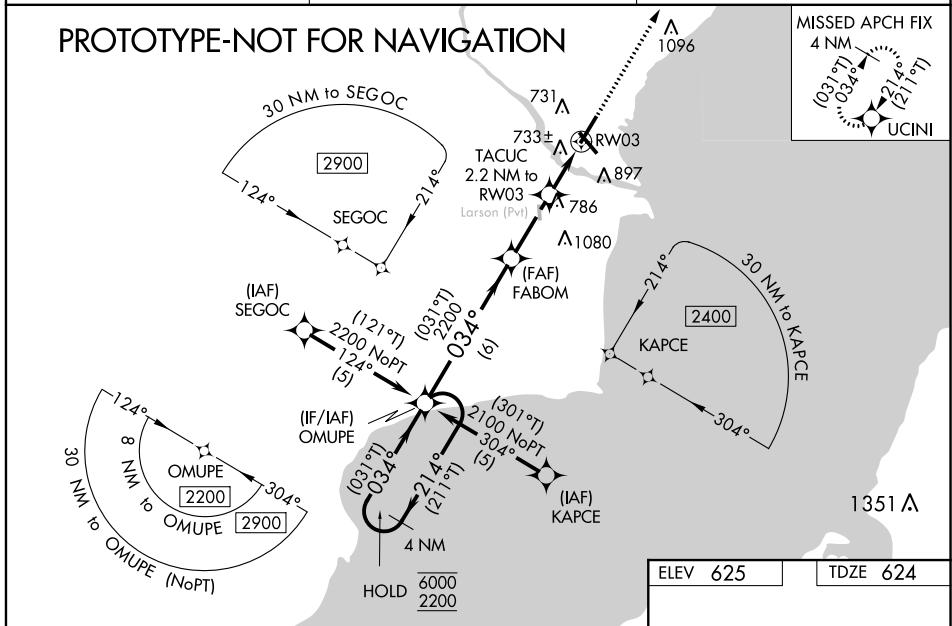 PROTOTYPE-NOT FOR NAVIGATION
MISSED APCH FIX
4 NM
(031°T)
034°
214°
(211°T)
UCINI
1096
30 NM to SEGOC
2900
124°
214°
SEGOC
731
733±
RW03
TACUC
2.2 NM to
RW03
897
Larson (Pvt)
786
1080
(FAF)
FABOM
30 NM to KAPCE
214°
2400
KAPCE
304°
(IAF)
SEGOC
(121°T)
2200 NoPT
124°
(5)
(031°T)
2200
034°
(6)
(IF/IAF)
OMUPE
(301°T)
2100 NoPT
304°
(5)
(IAF)
KAPCE
124°
OMUPE
2200
304°
2900
8 NM to OMUPE
30 NM to OMUPE (NoPT)
(031°T)
034°
214°
(211°T)
4 NM
HOLD
6000
2200
1351
ELEV 625
TDZE 624